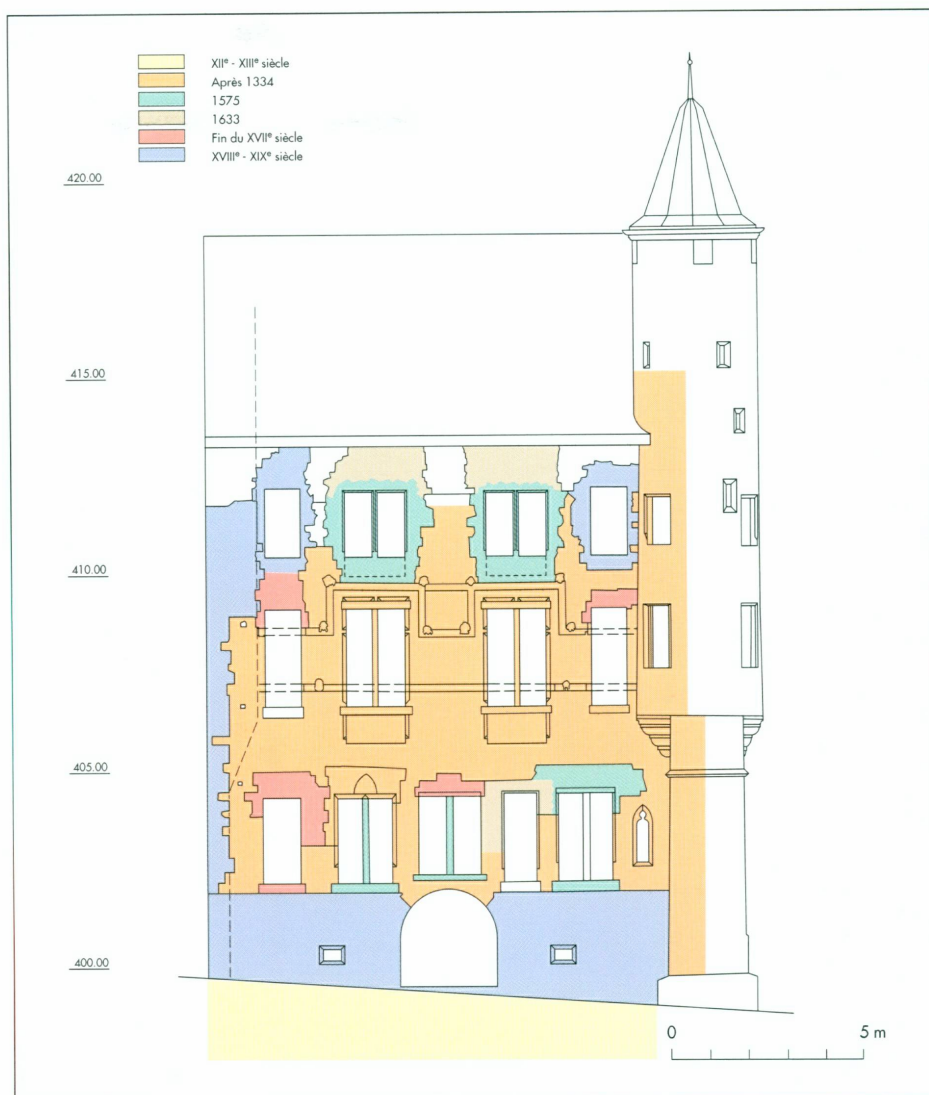 XIIe - XIIIe siècle
Après 1334
1575
1633
Fin du XVIIe siècle
XVIIIe - XIXe siècle
420.00
415.00
410.00
405.00
400.00
0 5 m